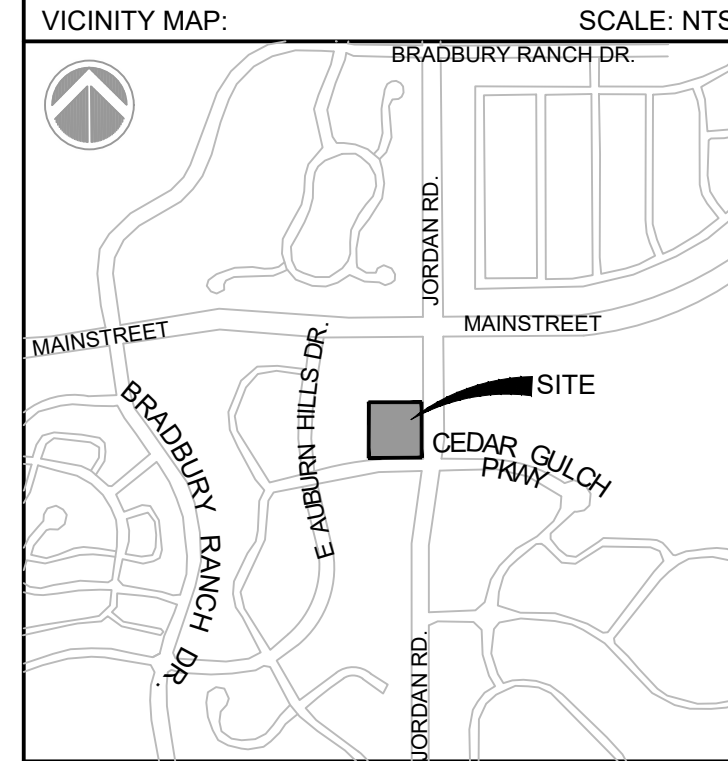 VICINITY MAP:
SCALE: NTS
BRADBURY RANCH DR.
JORDAN RD.
MAINSTREET
MAINSTREET
E AUBURN HILLS DR.
SITE
BRADBURY RANCH DR.
CEDAR GULCH
PKWY
JORDAN RD.